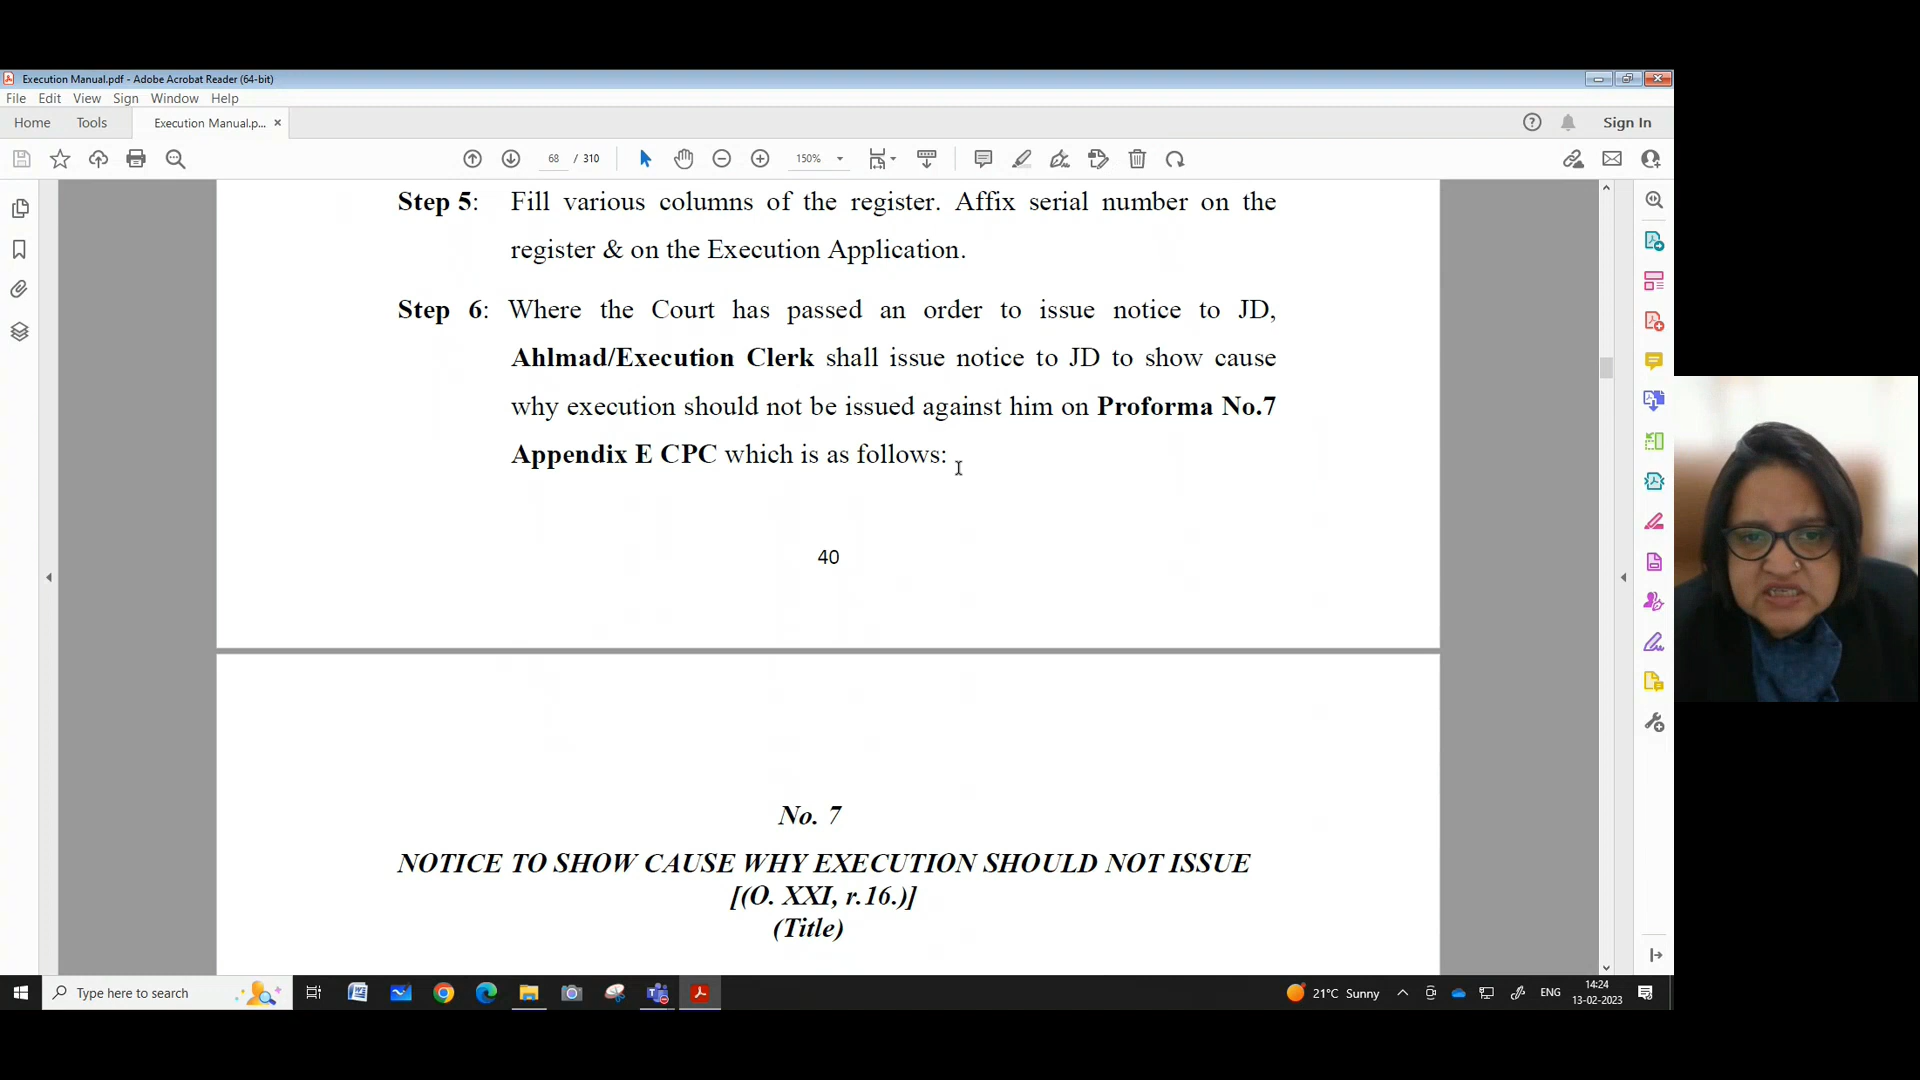 Execution Manual.pdf - Adobe Acrobat Reader (64-bit)
File Edit View Sign Window Help
Home Tools Execution Manual.p... × Sign In
68 / 310 150%
Step 5: Fill various columns of the register. Affix serial number on the
register & on the Execution Application.
Step 6: Where the Court has passed an order to issue notice to JD,
Ahlmad/Execution Clerk shall issue notice to JD to show cause
why execution should not be issued against him on Proforma No.7
Appendix E CPC which is as follows:
40
No. 7
NOTICE TO SHOW CAUSE WHY EXECUTION SHOULD NOT ISSUE
[(O. XXI, r.16.)]
(Title)
Type here to search 21°C Sunny ENG 14:24
13-02-2023